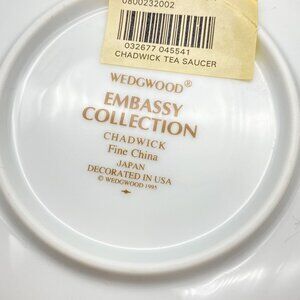 0800232002
032677 045541
CHADWICK TEA SAUCER
WEDGWOOD®
EMBASSY
COLLECTION
CHADWICK
Fine China
JAPAN
DECORATED IN USA
© WEDGWOOD 1995